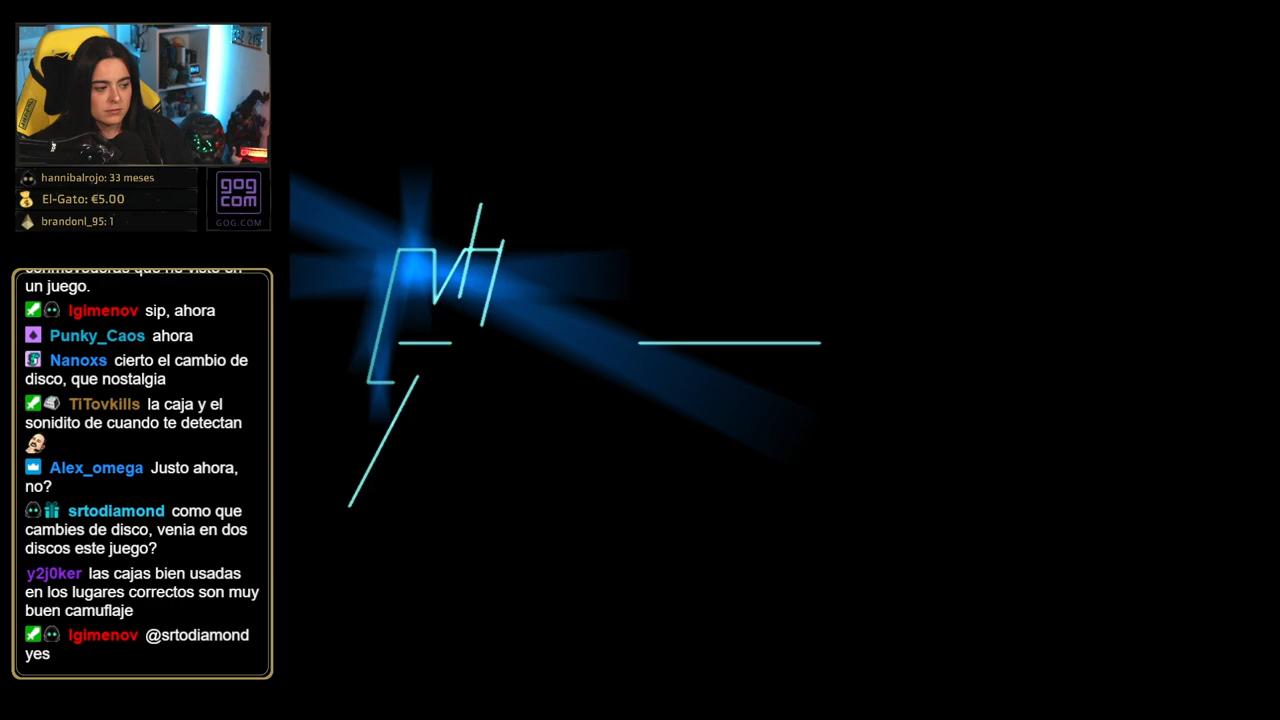 hannibalrojo: 33 meses
El-Gato: €5.00
brandonl_95: 1
gog
com
GOG.COM
un juego.
Igimenov sip, ahora
Punky_Caos ahora
Nanoxs cierto el cambio de
disco, que nostalgia
TiTovkills la caja y el
sonidito de cuando te detectan
Alex_omega Justo ahora,
no?
srtodiamond como que
cambies de disco, venia en dos
discos este juego?
y2j0ker las cajas bien usadas
en los lugares correctos son muy
buen camuflaje
Igimenov @srtodiamond
yes